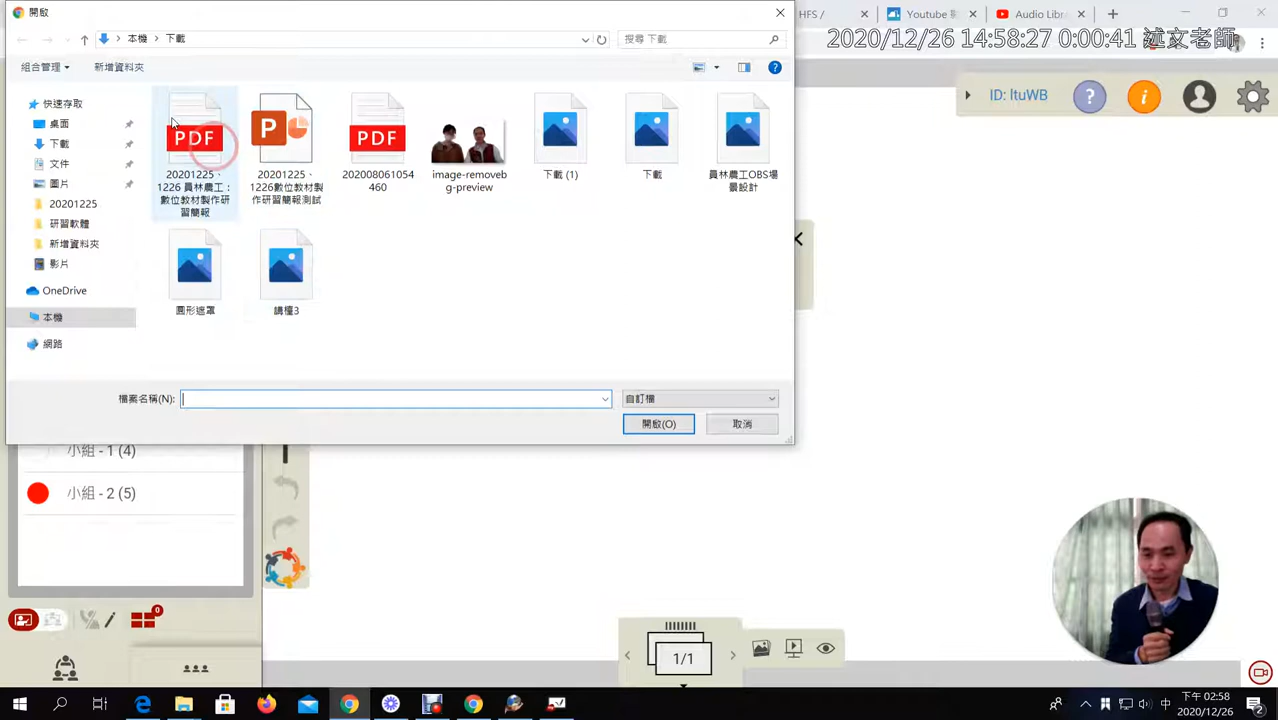 開啟
HFS /
Youtube 影
Audio Libr
2020/12/26 14:58:27 0:00:41 述文老師
本機 下載
搜尋 下載
組合管理
新增資料夾
ID: ltuWB
快速存取
桌面
下載
文件
圖片
20201225
研習軟體
新增資料夾
影片
OneDrive
本機
網路
PDF
20201225、
1226 員林農工：
數位教材製作研
習簡報
P
20201225、
1226數位教材製
作研習簡報測試
PDF
202008061054
460
image-removeb
g-preview
下載 (1)
下載
員林農工OBS場
景設計
圓形遮罩
講檯3
檔案名稱(N):
自訂檔
開啟(O)
取消
小組 - 1 (4)
小組 - 2 (5)
0
1/1
中
下午 02:58
2020/12/26
2